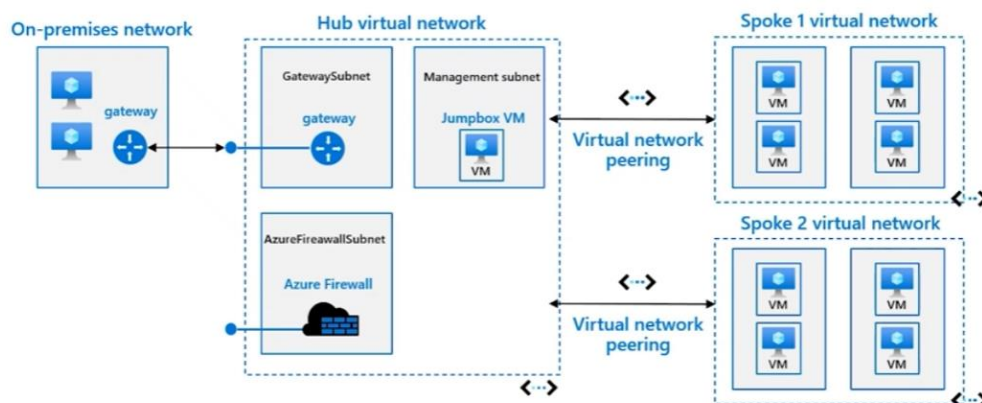 On-premises network
gateway
Hub virtual network
GatewaySubnet
gateway
Management subnet
Jumpbox VM
VM
AzureFireawallSubnet
Azure Firewall
Virtual network
peering
Virtual network
peering
Spoke 1 virtual network
VM
VM
VM
VM
Spoke 2 virtual network
VM
VM
VM
VM